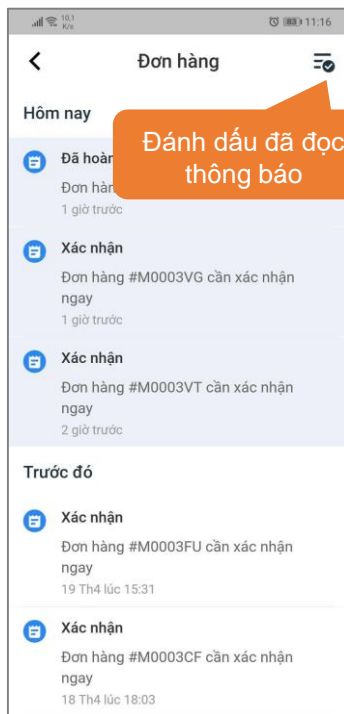 10,1
K/s
11:16
Đơn hàng
Hôm nay
Đánh dấu đã đọc
thông báo
Đã hoàn
Đơn hàn
1 giờ trước
Xác nhận
Đơn hàng #M0003VG cần xác nhận
ngay
1 giờ trước
Xác nhận
Đơn hàng #M0003VT cần xác nhận
ngay
2 giờ trước
Trước đó
Xác nhận
Đơn hàng #M0003FU cần xác nhận
ngay
19 Th4 lúc 15:31
Xác nhận
Đơn hàng #M0003CF cần xác nhận
ngay
18 Th4 lúc 18:03